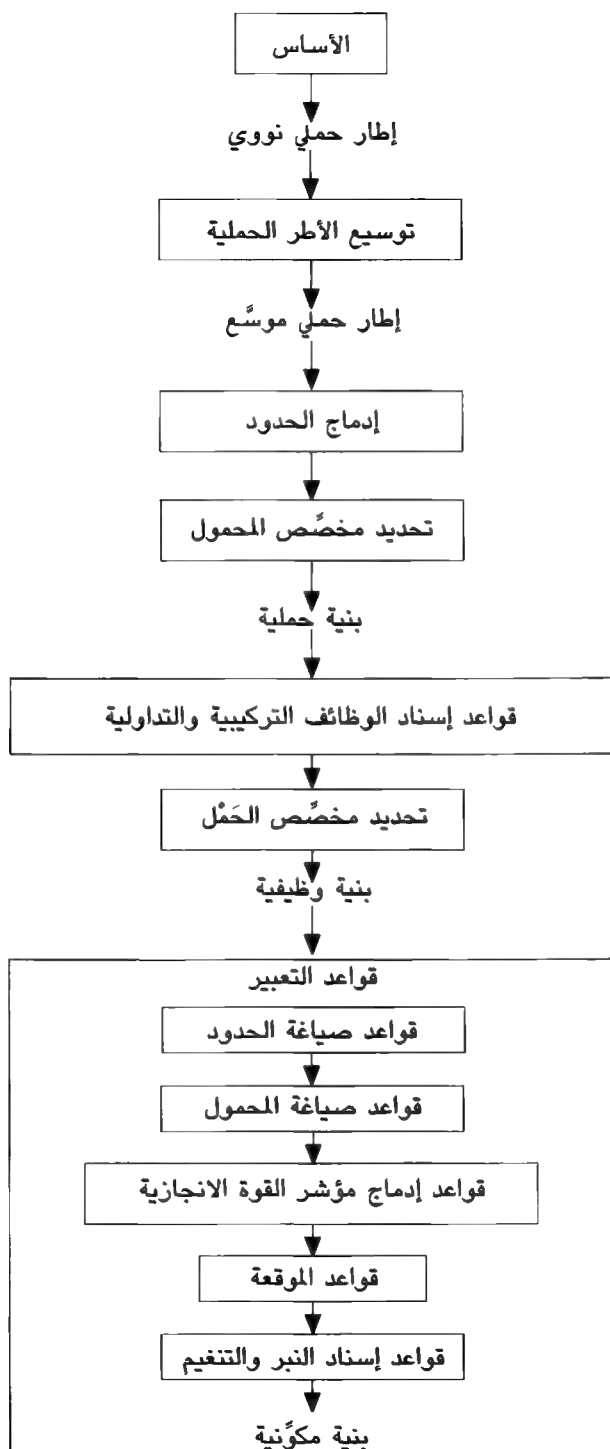 الأساس
إطار حملي نووي
توسيع الأطر الحملية
إطار حملي موسَّع
إدماج الحدود
تحديد مخصِّص المحمول
بنية حملية
قواعد إسناد الوظائف التركيبية والتداولية
تحديد مخصِّص الحَمْل
بنية وظيفية
قواعد التعبير
قواعد صياغة الحدود
قواعد صياغة المحمول
قواعد إدماج مؤشر القوة الانجازية
قواعد الموقعة
قواعد إسناد النبر والتنغيم
بنية مكوِّنية